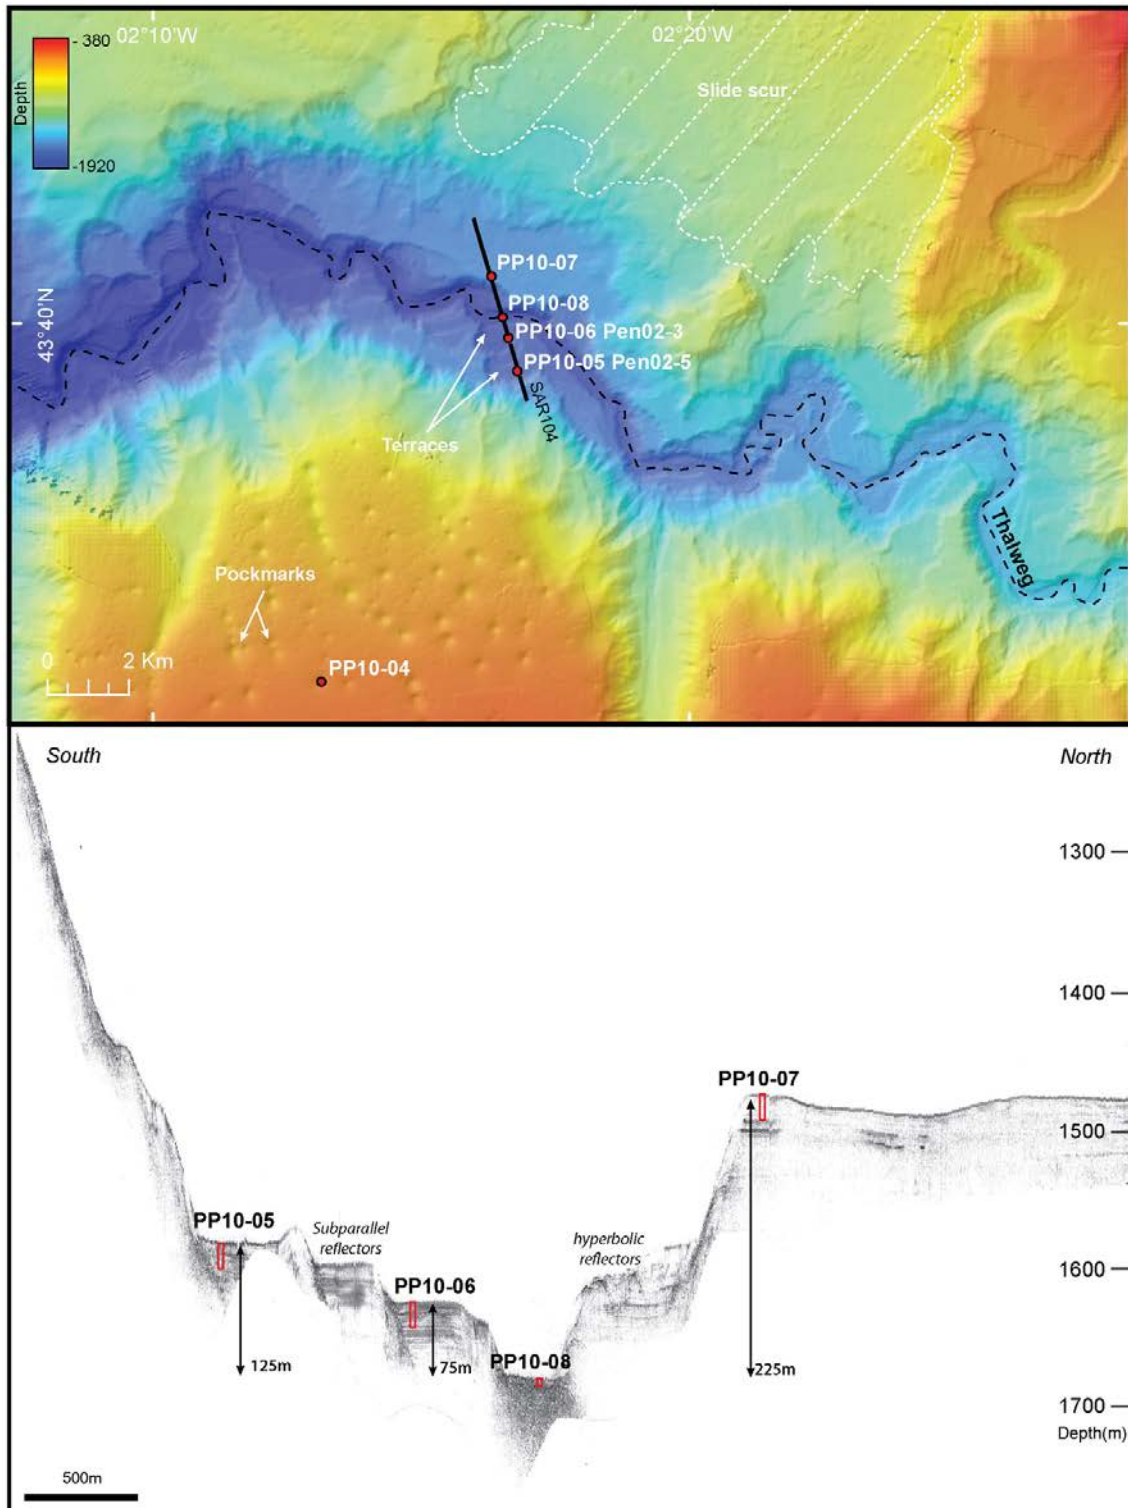 02°10'W
02°20'W
- 380
Depth
-1920
Slide scur
PP10-07
43°40'N
PP10-08
PP10-06 Pen02-3
PP10-05 Pen02-5
SAR104
Terraces
Thalweg
Pockmarks
0 2 Km
PP10-04
South
North
1300
1400
PP10-07
1500
PP10-05
Subparallel
reflectors
hyperbolic
reflectors
1600
PP10-06
PP10-08
125m
75m
225m
1700
Depth(m)
500m